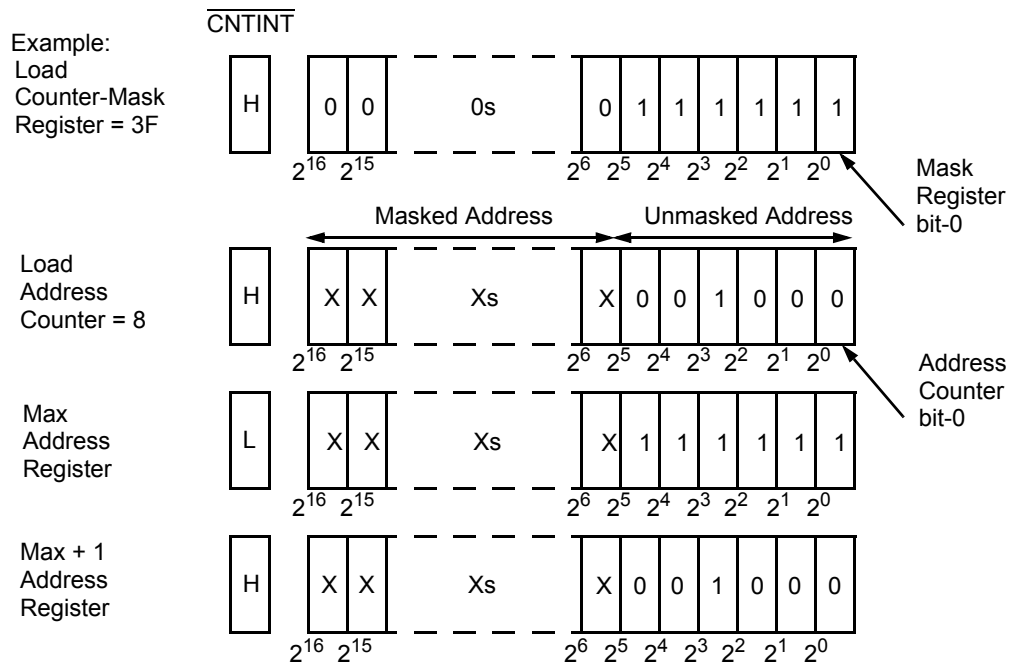 CNTINT
Example:
Load
Counter-Mask
Register = 3F
H 0 0 0s 0 1 1 1 1 1 1
2^16 2^15 2^6 2^5 2^4 2^3 2^2 2^1 2^0
Mask
Register
bit-0
Masked Address Unmasked Address
Load
Address
Counter = 8
H X X Xs X 0 0 1 0 0 0
2^16 2^15 2^6 2^5 2^4 2^3 2^2 2^1 2^0
Address
Counter
bit-0
Max
Address
Register
L X X Xs X 1 1 1 1 1 1
2^16 2^15 2^6 2^5 2^4 2^3 2^2 2^1 2^0
Max + 1
Address
Register
H X X Xs X 0 0 1 0 0 0
2^16 2^15 2^6 2^5 2^4 2^3 2^2 2^1 2^0